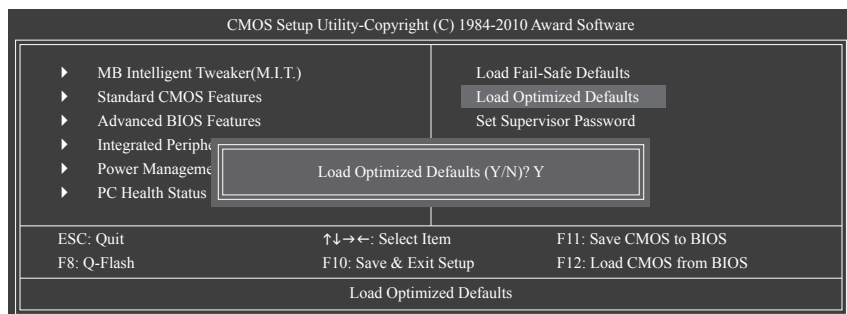 CMOS Setup Utility-Copyright (C) 1984-2010 Award Software
MB Intelligent Tweaker(M.I.T.)
Standard CMOS Features
Advanced BIOS Features
Integrated Periphe
Power Manageme
PC Health Status
Load Fail-Safe Defaults
Load Optimized Defaults
Set Supervisor Password
Load Optimized Defaults (Y/N)? Y
ESC: Quit ↑↓→←: Select Item F11: Save CMOS to BIOS
F8: Q-Flash F10: Save & Exit Setup F12: Load CMOS from BIOS
Load Optimized Defaults